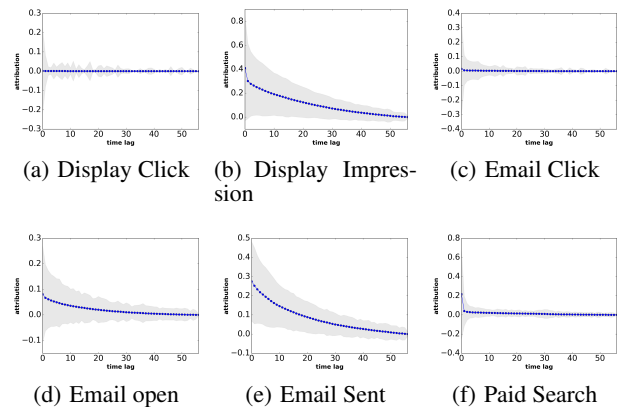 0.3
0.2
0.1
0.0
−0.1
−0.2
−0.3
attribution
0 10 20 30 40 50
time lag
(a) Display Click
0.8
0.6
0.4
0.2
0.0
attribution
0 10 20 30 40 50
time lag
(b) Display Impres-
sion
0.4
0.3
0.2
0.1
0.0
−0.1
−0.2
−0.3
−0.4
attribution
0 10 20 30 40 50
time lag
(c) Email Click
0.3
0.2
0.1
0.0
−0.1
attribution
0 10 20 30 40 50
time lag
(d) Email open
0.5
0.4
0.3
0.2
0.1
0.0
−0.1
attribution
0 10 20 30 40 50
time lag
(e) Email Sent
0.8
0.6
0.4
0.2
0.0
−0.2
−0.4
attribution
0 10 20 30 40 50
time lag
(f) Paid Search